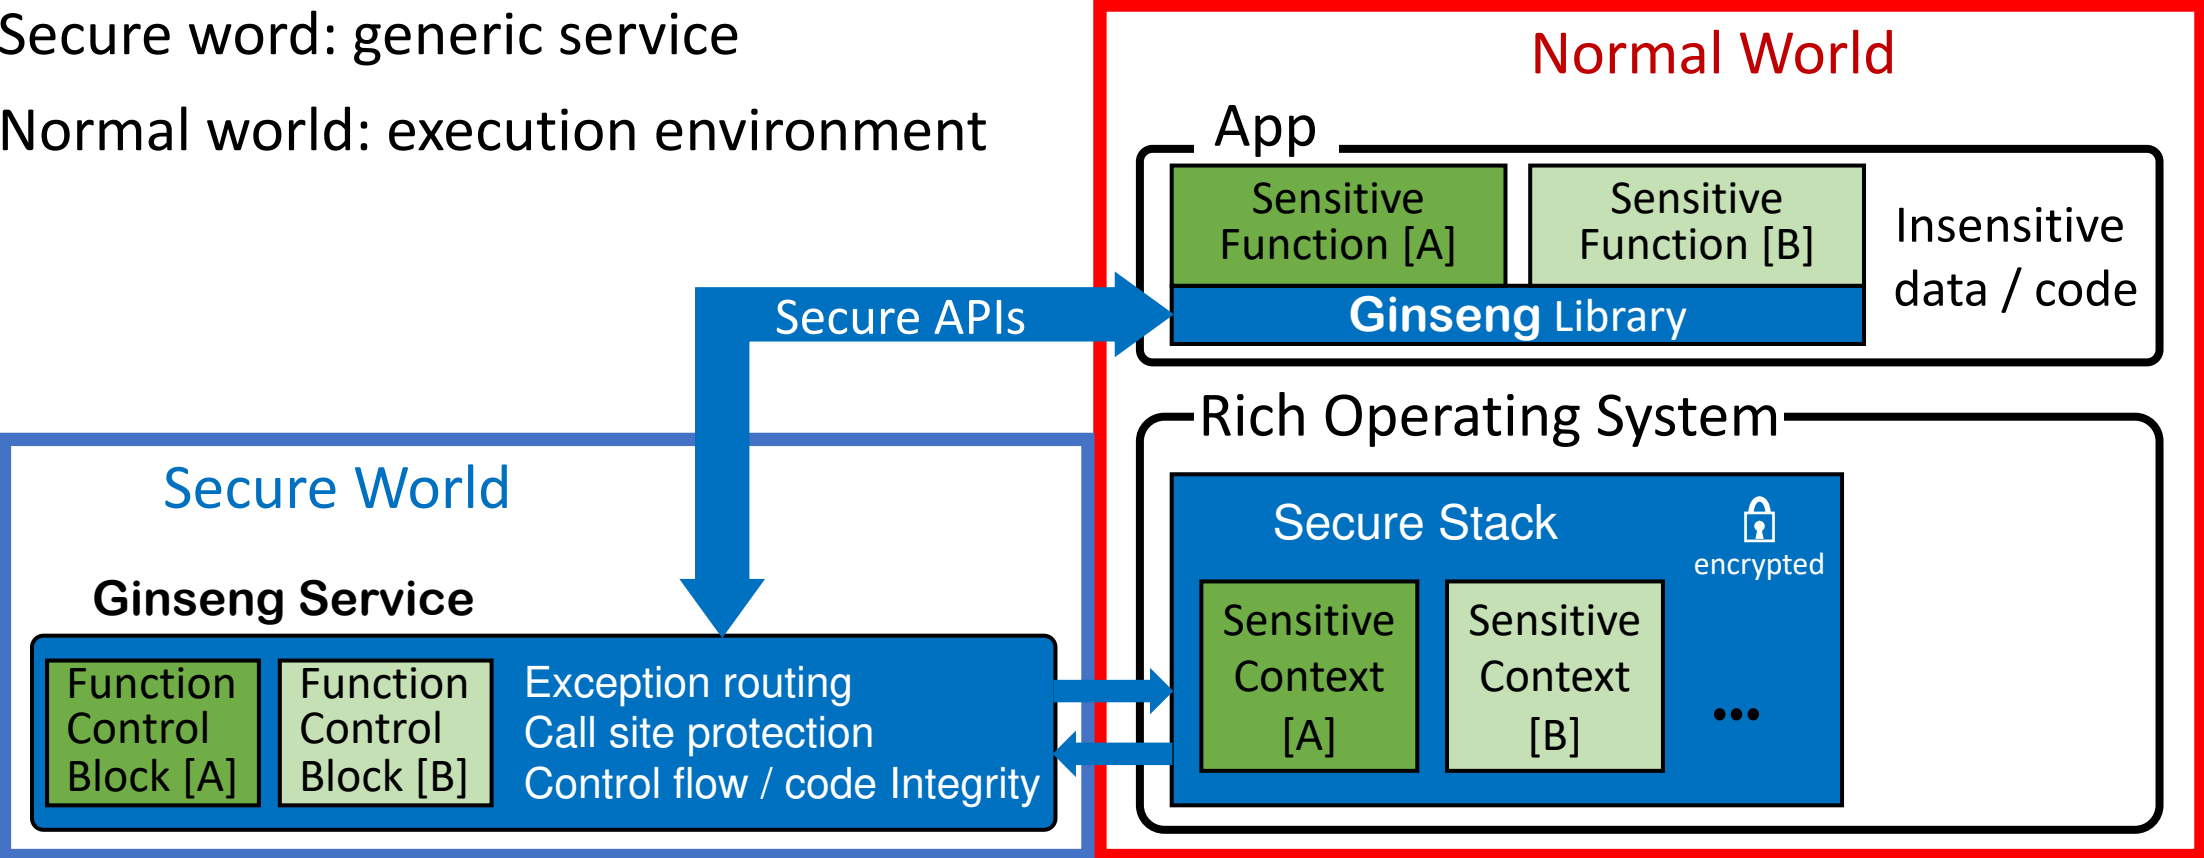 Secure word: generic service
Normal world: execution environment
Normal World
App
Sensitive
Function [A]
Sensitive
Function [B]
Insensitive
data / code
Ginseng Library
Secure APIs
Rich Operating System
Secure Stack
encrypted
Sensitive
Context
[A]
Sensitive
Context
[B]
...
Secure World
Ginseng Service
Function
Control
Block [A]
Function
Control
Block [B]
Exception routing
Call site protection
Control flow / code Integrity